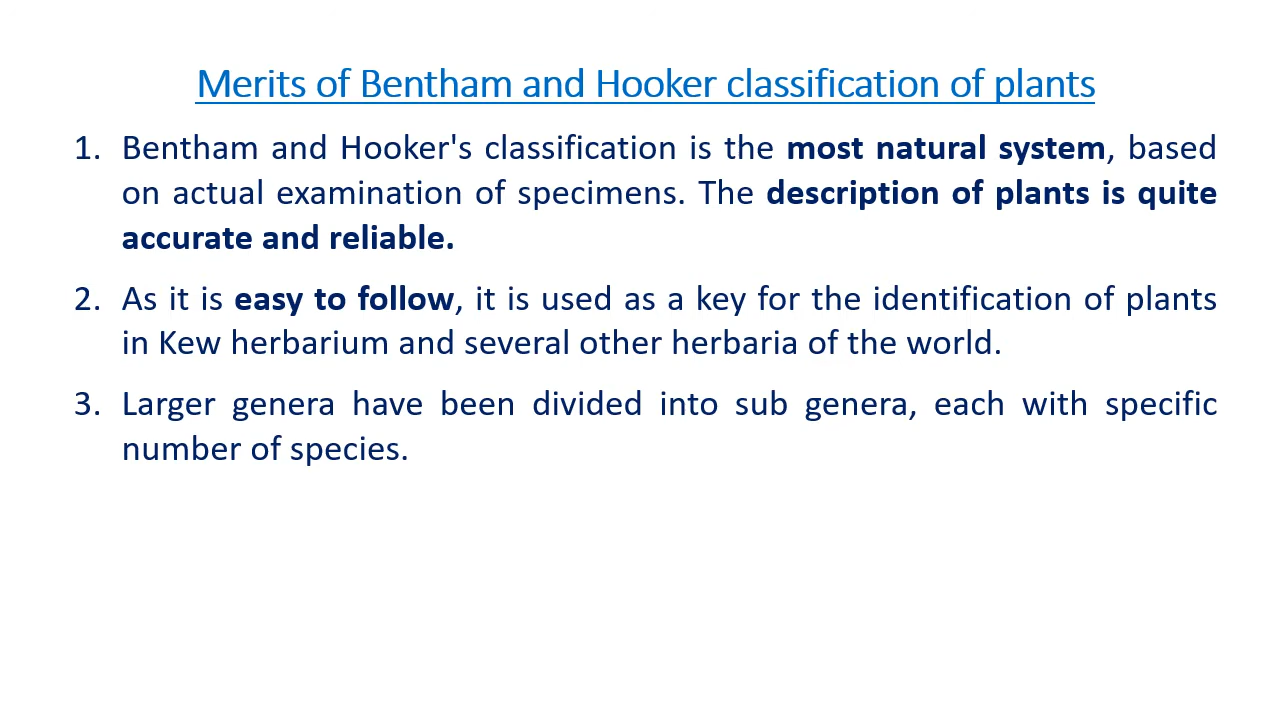 Merits of Bentham and Hooker classification of plants
1. Bentham and Hooker's classification is the most natural system, based
on actual examination of specimens. The description of plants is quite
accurate and reliable.
2. As it is easy to follow, it is used as a key for the identification of plants
in Kew herbarium and several other herbaria of the world.
3. Larger genera have been divided into sub genera, each with specific
number of species.